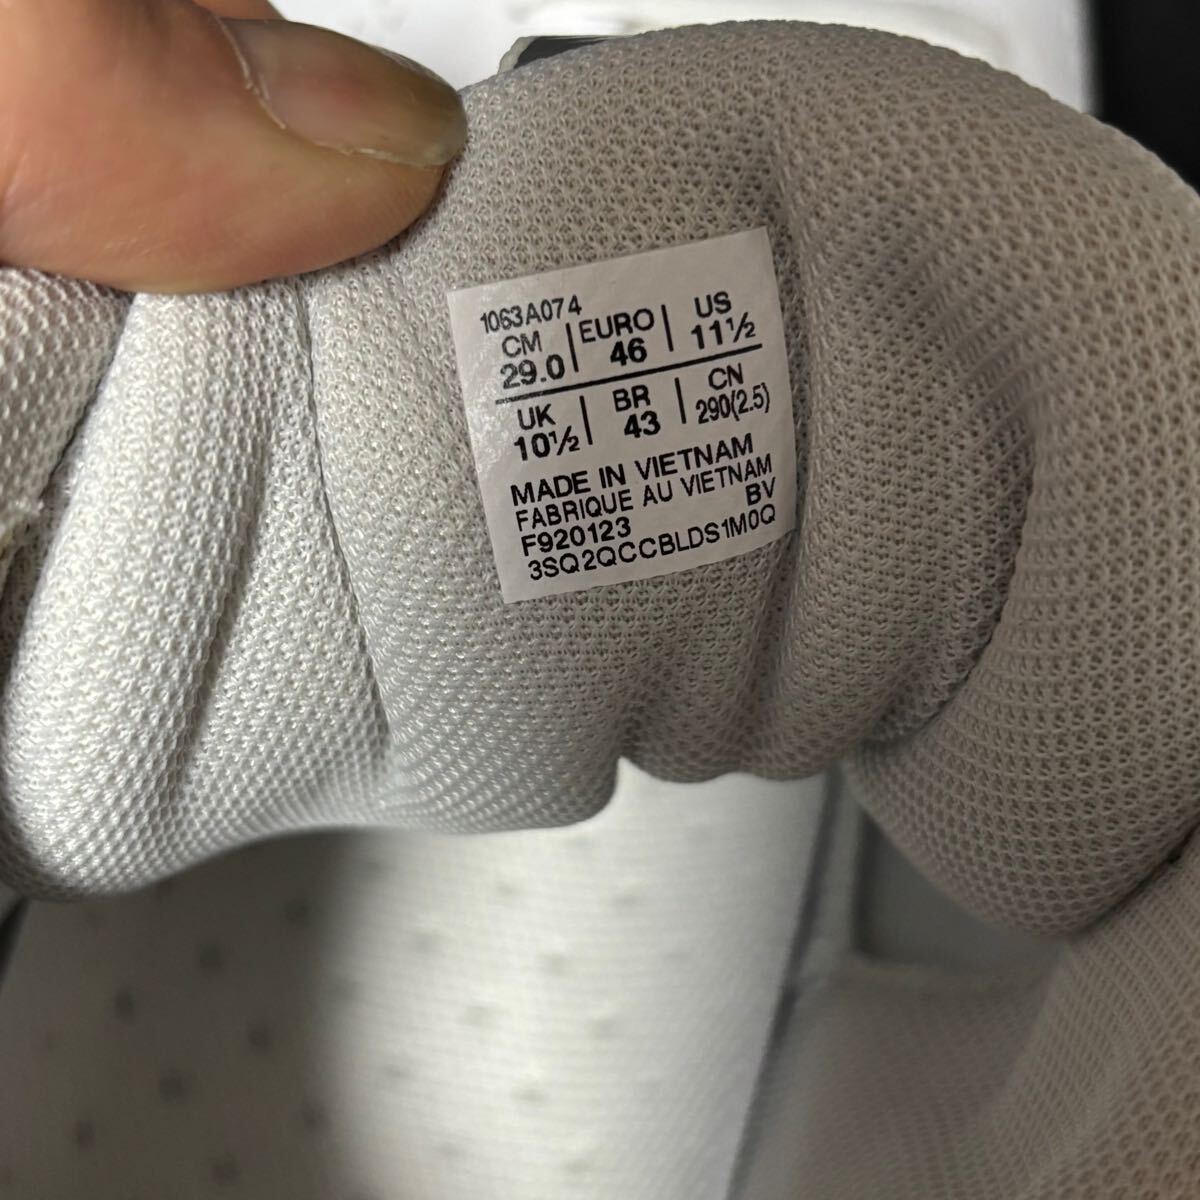 1063A074
CM | EURO | US
29.0 | 46 | 11½
UK | BR | CN
10½ | 43 | 290(2.5)
MADE IN VIETNAM
FABRIQUE AU VIETNAM
F920123 BV
3SQ2QCCBLDS1M0Q